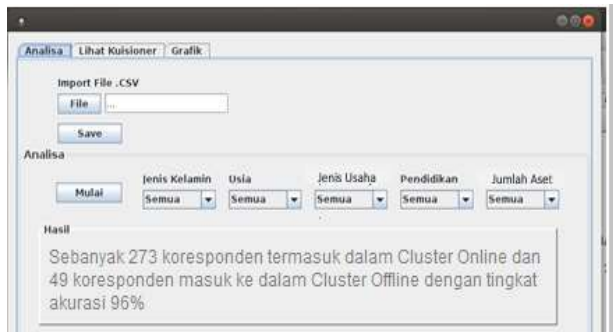 Analisa Lihat Kuisioner Grafik
Import File .CSV
File ...
Save
Analisa
Jenis Kelamin Usia Jenis Usaha Pendidikan Jumlah Aset
Mulai Semua Semua Semua Semua Semua
Hasil
Sebanyak 273 koresponden termasuk dalam Cluster Online dan
49 koresponden masuk ke dalam Cluster Offline dengan tingkat
akurasi 96%